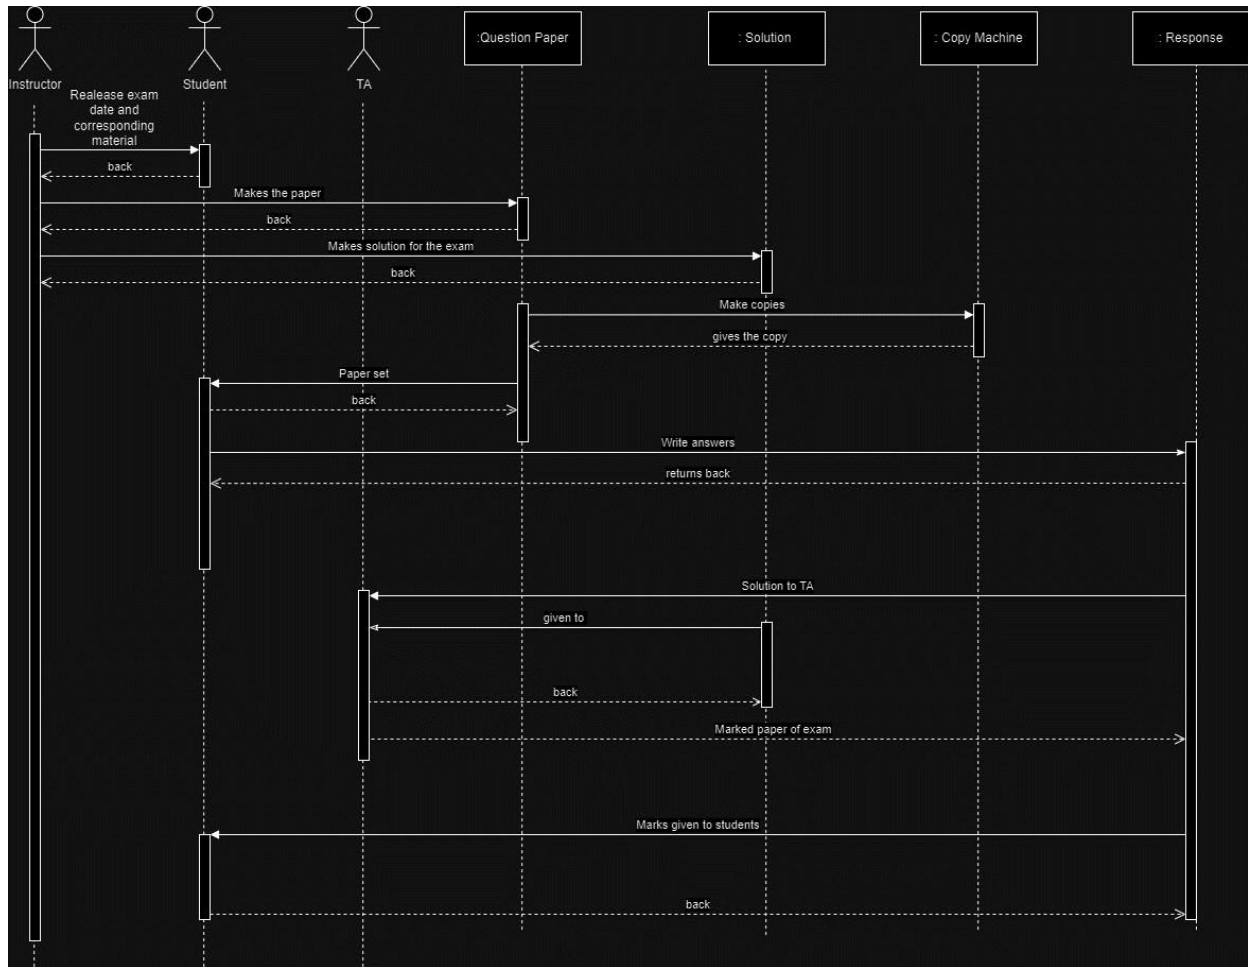 :Question Paper
: Solution
: Copy Machine
: Response
Instructor
Student
TA
Realease exam
date and
corresponding
material
back
Makes the paper
back
Makes solution for the exam
back
Make copies
gives the copy
Paper set
back
Write answers
returns back
Solution to TA
given to
back
Marked paper of exam
Marks given to students
back